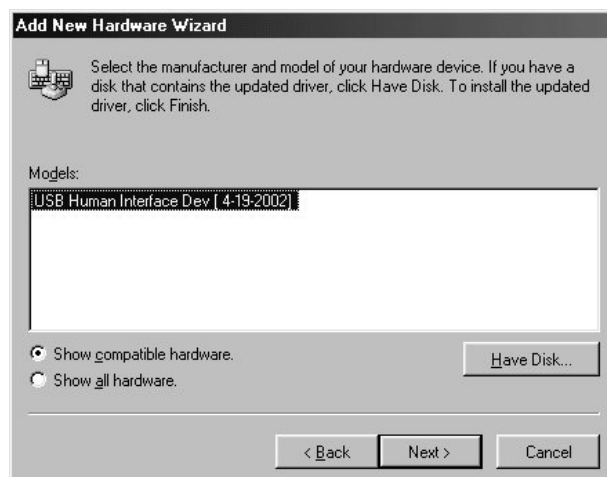 Add New Hardware Wizard
Select the manufacturer and model of your hardware device. If you have a
disk that contains the updated driver, click Have Disk. To install the updated
driver, click Finish.
Models:
USB Human Interface Dev [ 4-19-2002]
Show compatible hardware.
Show all hardware.
Have Disk...
< Back
Next >
Cancel